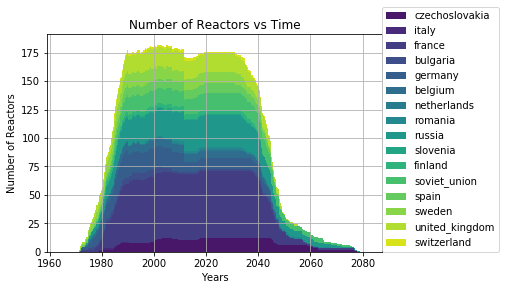 Number of Reactors vs Time
Number of Reactors
175
150
125
100
75
50
25
0
1960
1980
2000
2020
2040
2060
2080
Years
czechoslovakia
italy
france
bulgaria
germany
belgium
netherlands
romania
russia
slovenia
finland
soviet_union
spain
sweden
united_kingdom
switzerland